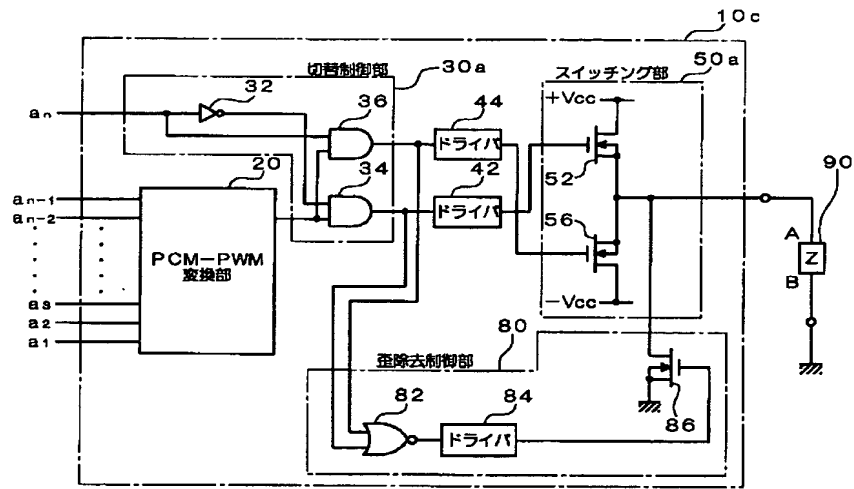 10c
切替制御部
30a
スイッチング部
50a
an
32
36
44
ドライバ
+Vcc
52
20
34
42
ドライバ
90
an-1
an-2
PCM-PWM
変換部
56
A
Z
B
-Vcc
a3
a2
a1
80
歪除去制御部
82
84
ドライバ
86